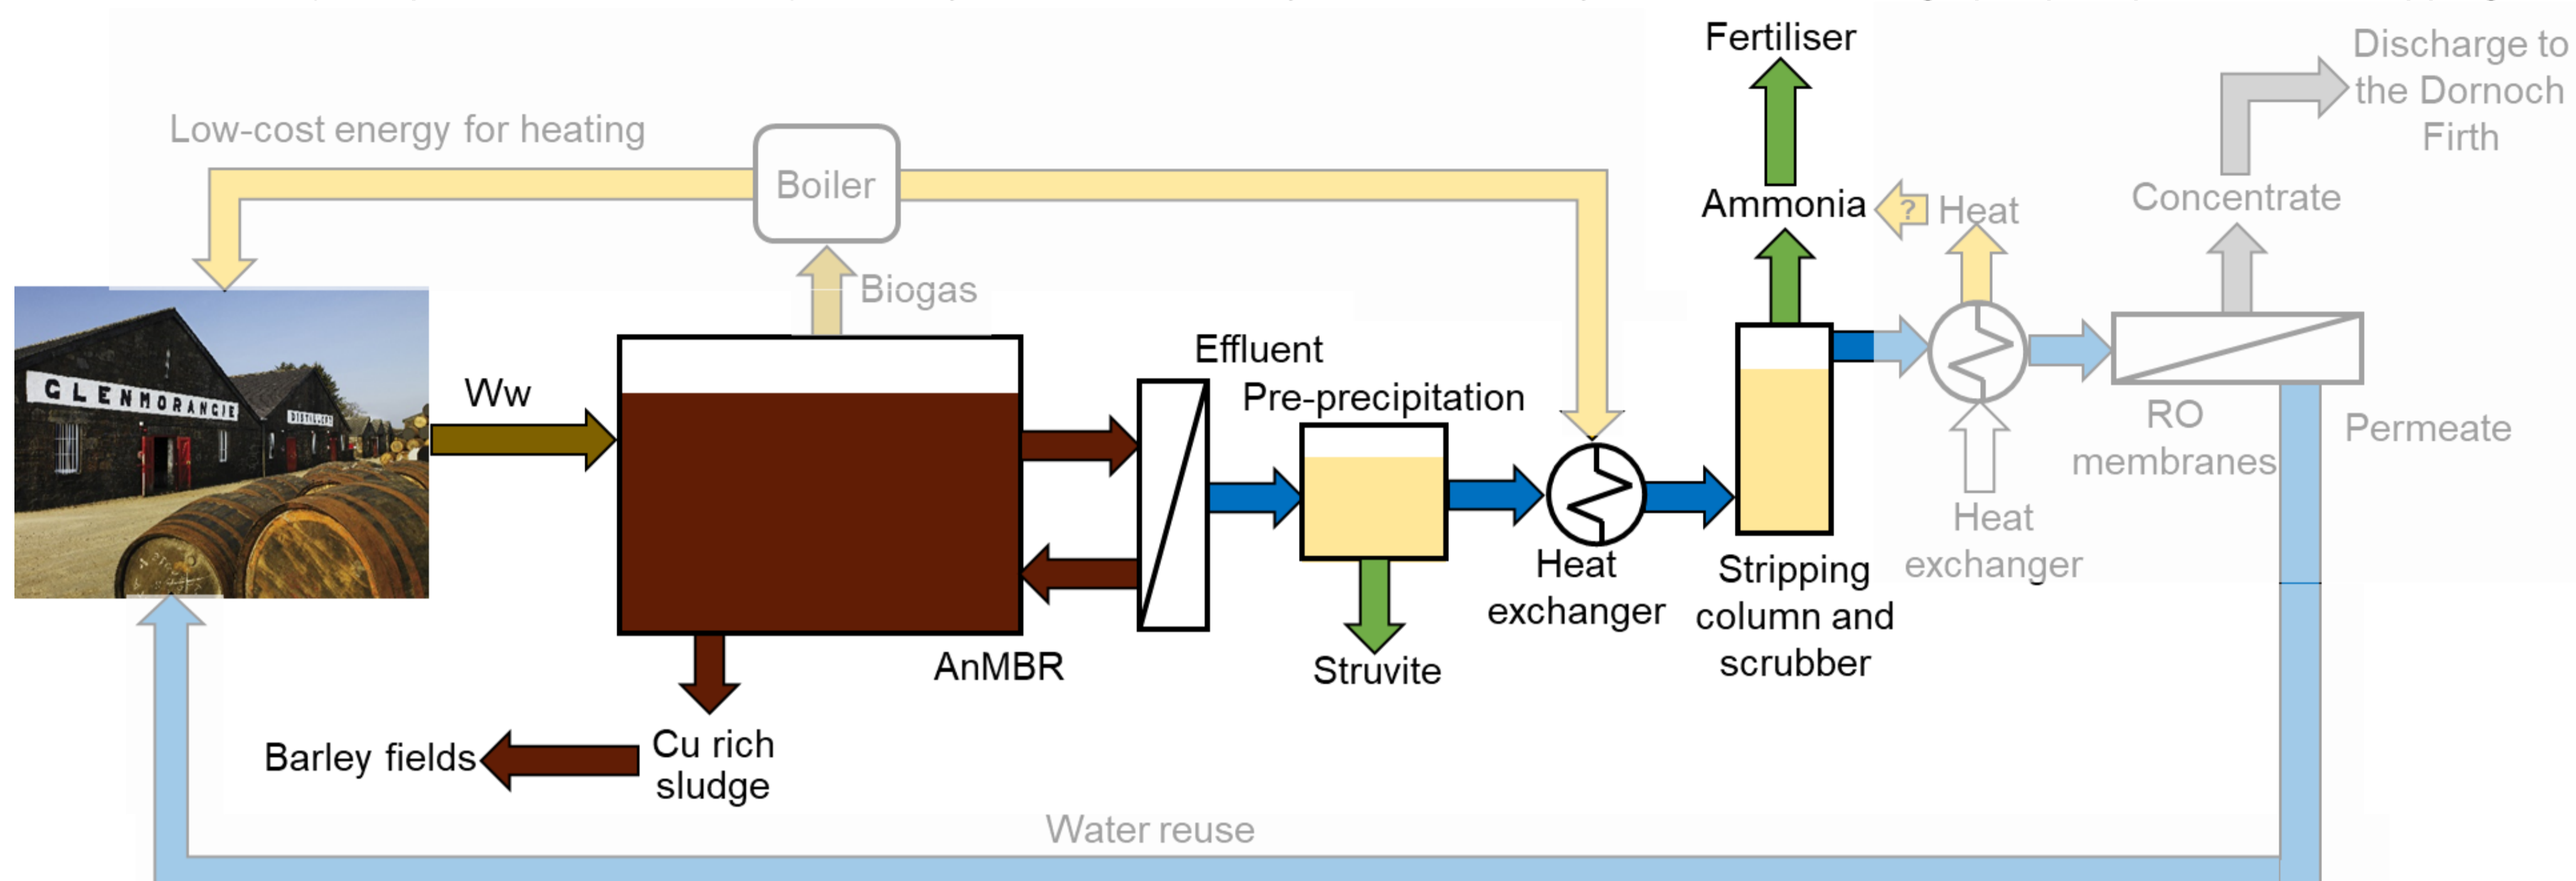 Fertiliser
Discharge to
the Dornoch
Firth
Low-cost energy for heating
Boiler
Ammonia
?
Heat
Concentrate
Biogas
GLENMORANGIE
DISTILLERY
Ww
Effluent
Pre-precipitation
RO
membranes
Permeate
Heat
exchanger
Heat
exchanger
Stripping
column and
scrubber
AnMBR
Struvite
Barley fields
Cu rich
sludge
Water reuse